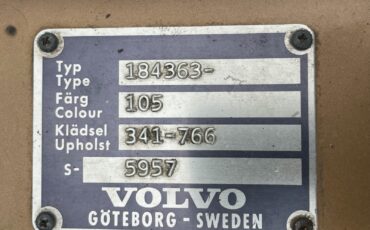 Typ
Type 184363-
Färg
Colour 105
Klädsel
Upholst 341-766
S- 5957
VOLVO
GÖTEBORG - SWEDEN